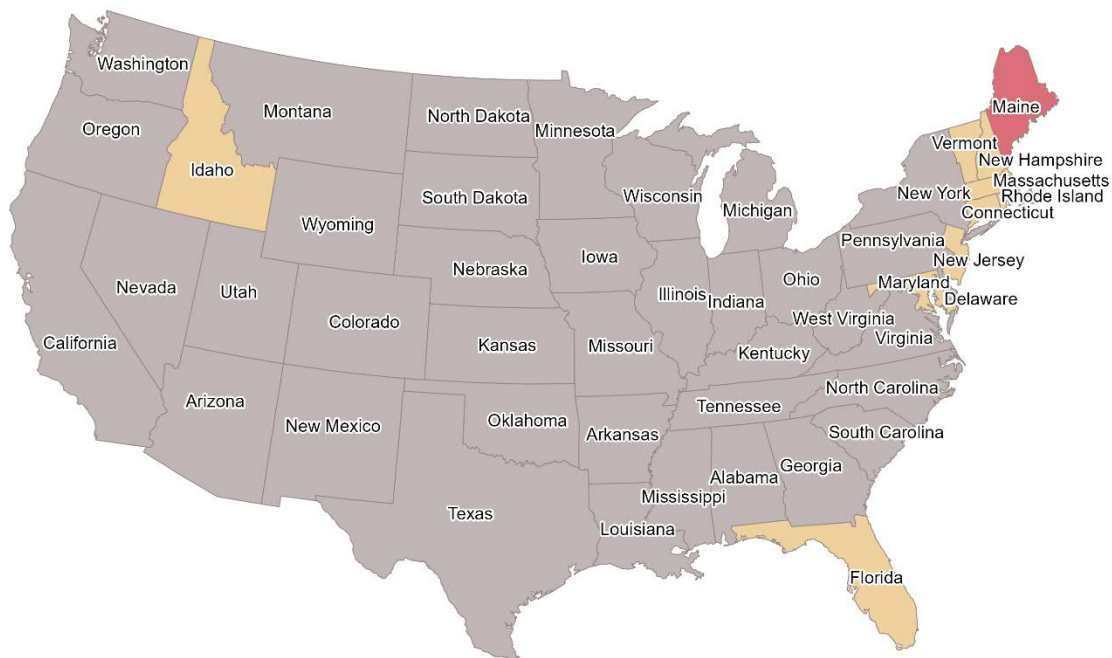 Washington
Montana
North Dakota
Minnesota
Maine
Oregon
Idaho
Vermont
New Hampshire
Massachusetts
Rhode Island
Connecticut
New York
South Dakota
Wisconsin
Michigan
Wyoming
Pennsylvania
New Jersey
Iowa
Nebraska
Ohio
Maryland
Delaware
Nevada
Utah
Illinois
Indiana
Colorado
West Virginia
Virginia
California
Kansas
Missouri
Kentucky
North Carolina
Arizona
Tennessee
New Mexico
Oklahoma
Arkansas
South Carolina
Georgia
Alabama
Mississippi
Texas
Louisiana
Florida